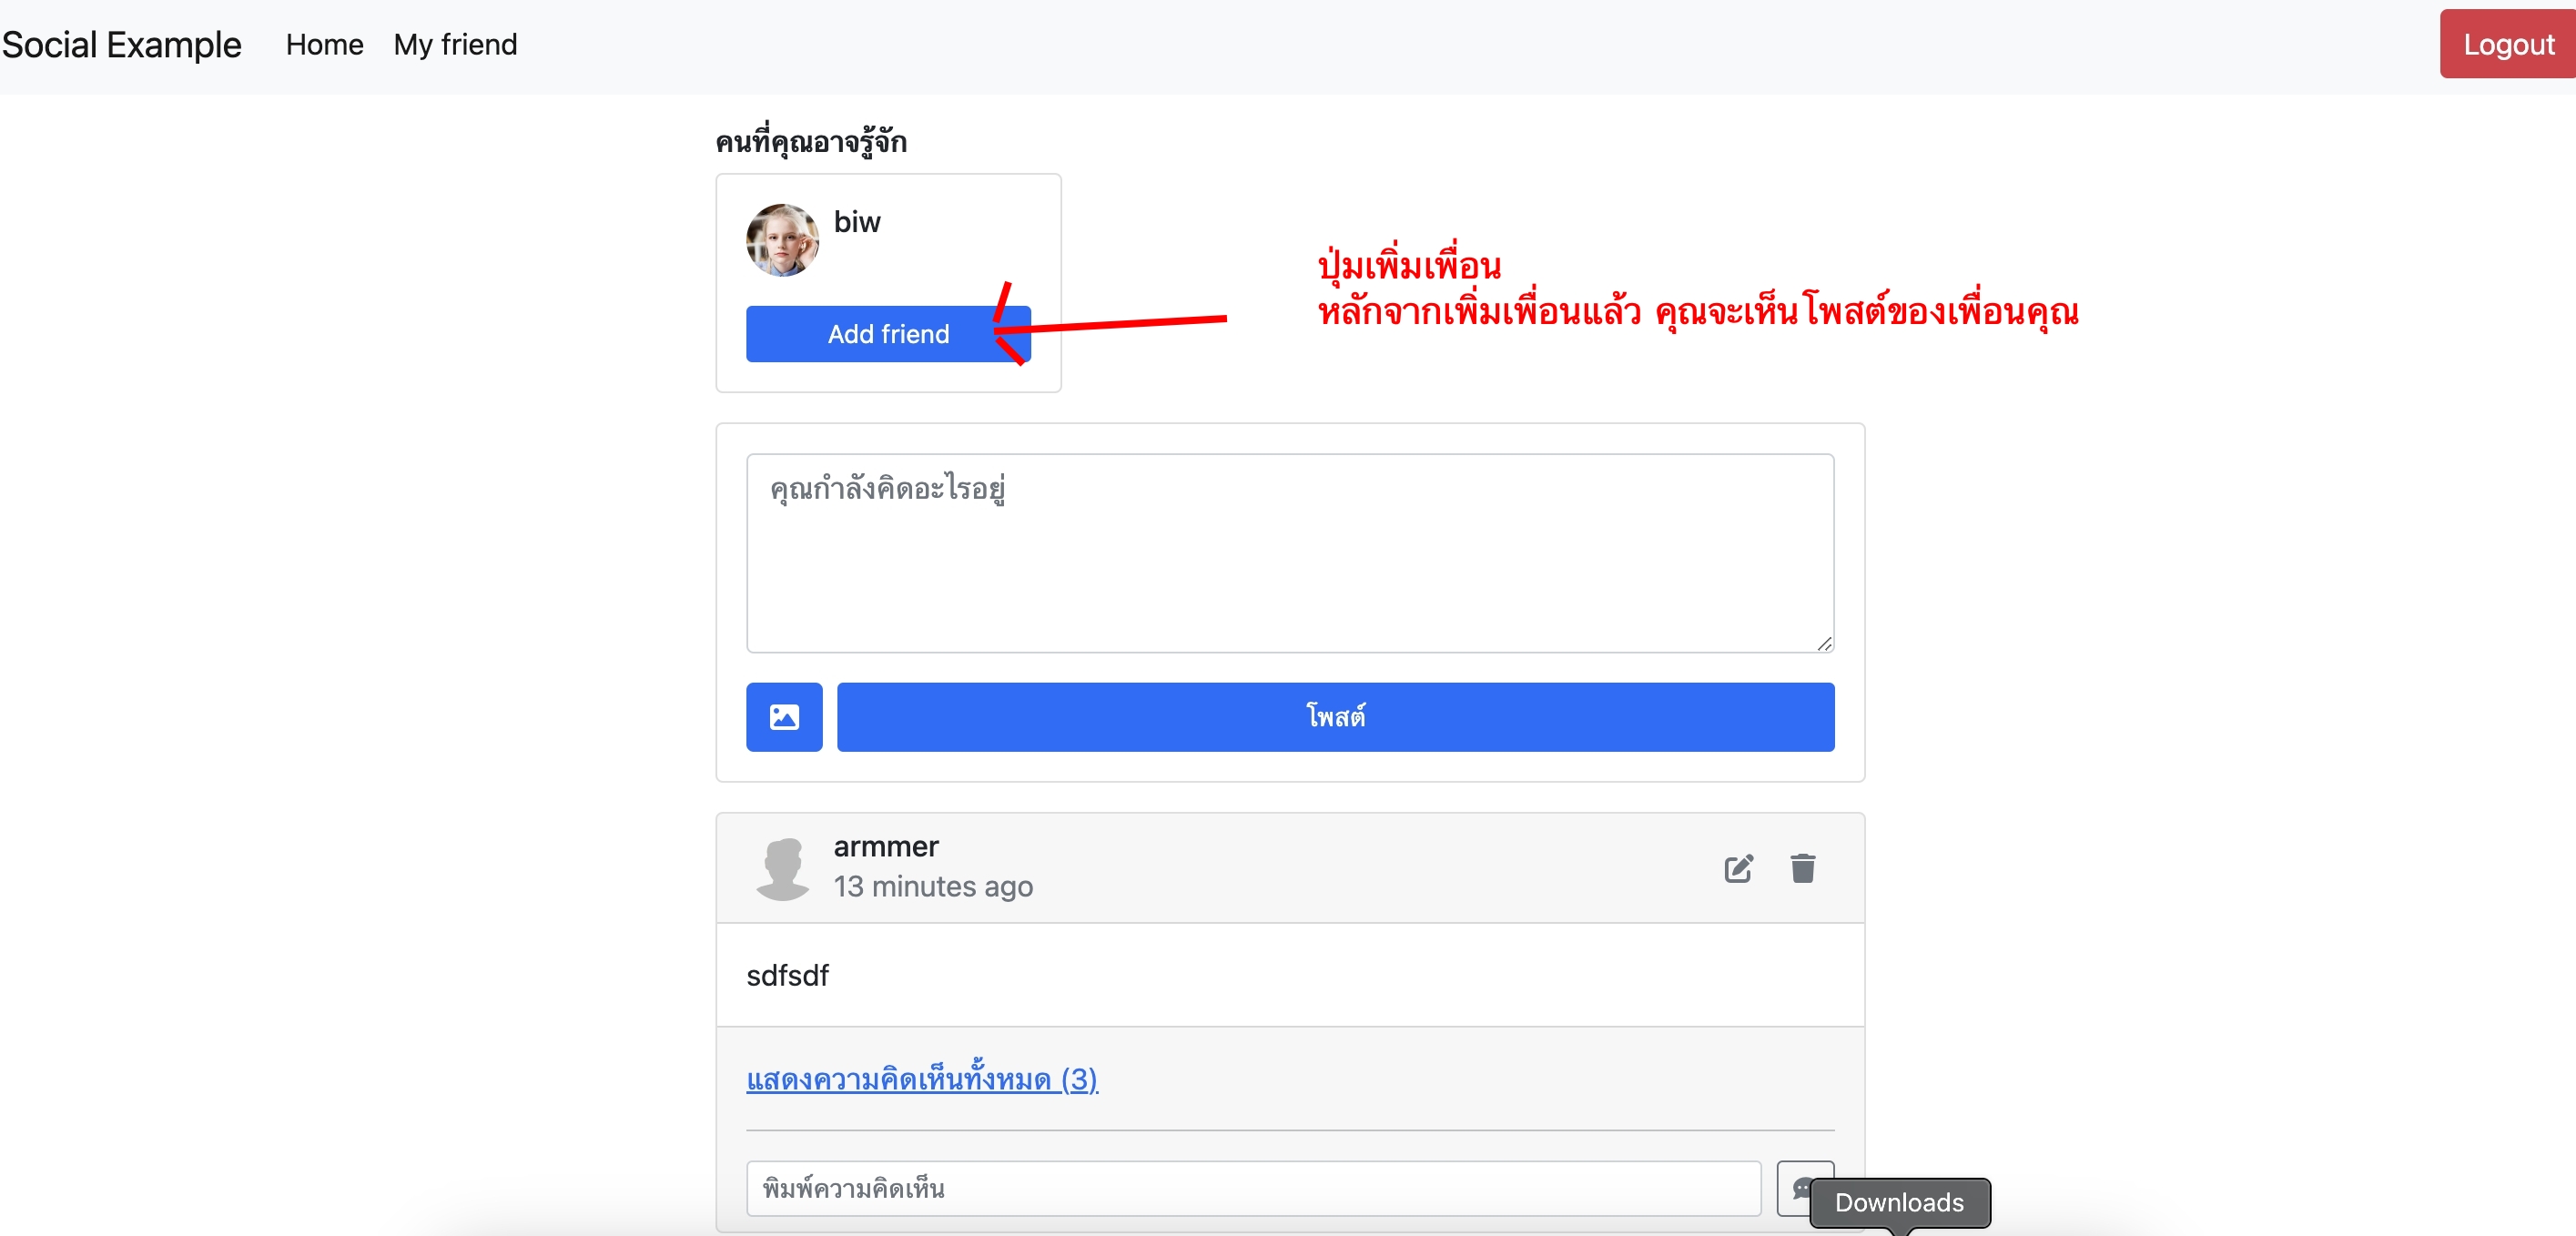 Social Example Home My friend Logout
คนที่คุณอาจรู้จัก
biw
ปุ่มเพิ่มเพื่อน
หลักจากเพิ่มเพื่อนแล้ว คุณจะเห็นโพสต์ของเพื่อนคุณ
Add friend
คุณกำลังคิดอะไรอยู่
โพสต์
armmer
13 minutes ago
sdfsdf
แสดงความคิดเห็นทั้งหมด (3)
พิมพ์ความคิดเห็น
Downloads